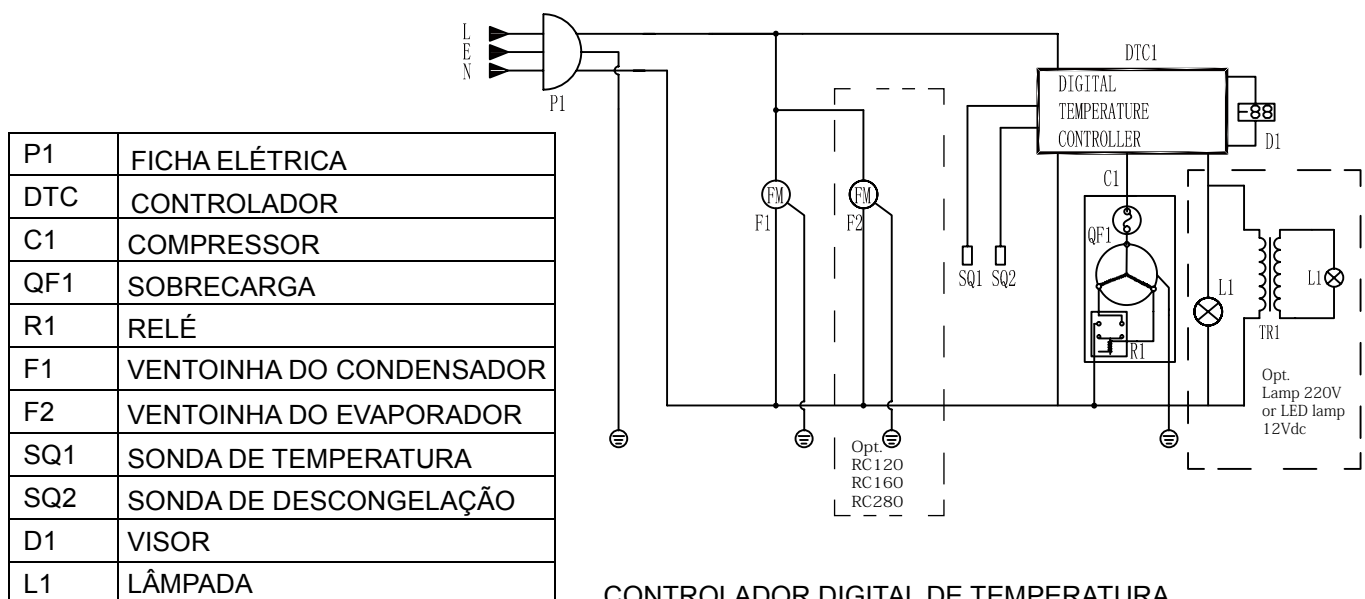 L
E
N
P1
DTC1
DIGITAL
TEMPERATURE
CONTROLLER
-88
D1
C1
QF1
R1
FM
F1
FM
F2
SQ1 SQ2
L1
TR1
L1
Opt.
Lamp 220V
or LED lamp
12Vdc
Opt.
RC120
RC160
RC280
P1 FICHA ELÉTRICA
DTC CONTROLADOR
C1 COMPRESSOR
QF1 SOBRECARGA
R1 RELÉ
F1 VENTOINHA DO CONDENSADOR
F2 VENTOINHA DO EVAPORADOR
SQ1 SONDA DE TEMPERATURA
SQ2 SONDA DE DESCONGELAÇÃO
D1 VISOR
L1 LÂMPADA
CONTROLADOR DIGITAL DE TEMPERATURA